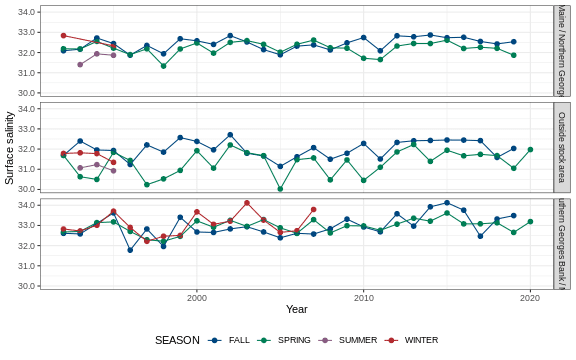 34.0
33.0
32.0
31.0
30.0
Maine / Northern Georg
34.0
33.0
32.0
31.0
30.0
Outside stock area
34.0
33.0
32.0
31.0
30.0
Georges Bank /
Surface salinity
2000
2010
2020
Year
SEASON
FALL
SPRING
SUMMER
WINTER